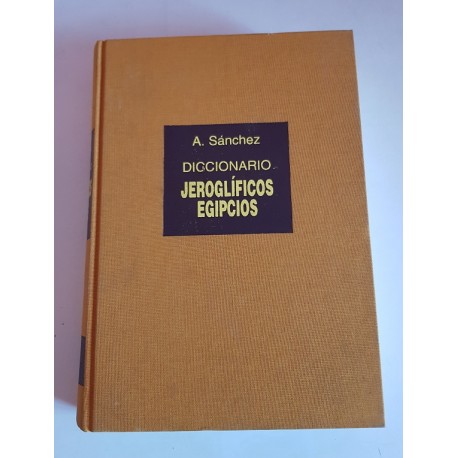 A. Sánchez
DICCIONARIO
JEROGLÍFICOS
EGIPCIOS